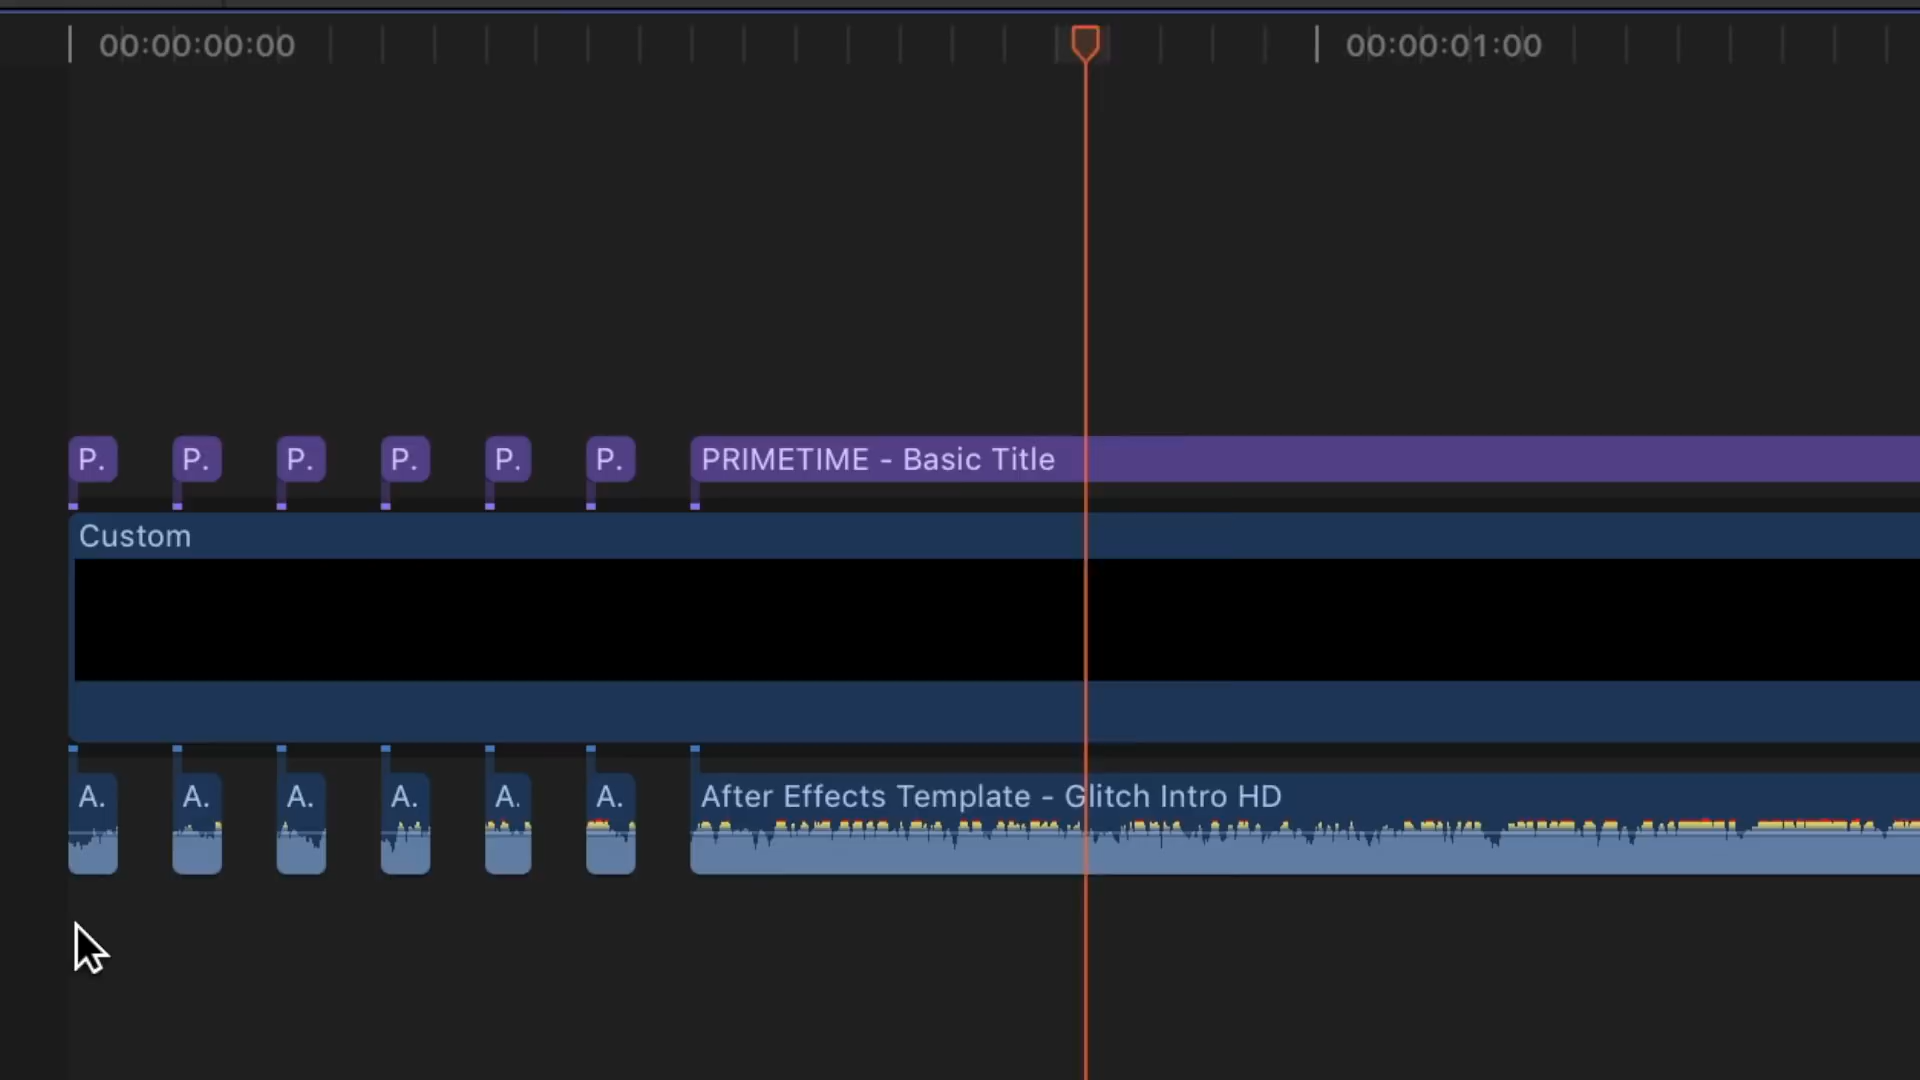 00:00:00:00 00:00:01:00
P. P. P. P. P. P. PRIMETIME - Basic Title
Custom
A. A. A. A. A. A. After Effects Template - Glitch Intro HD